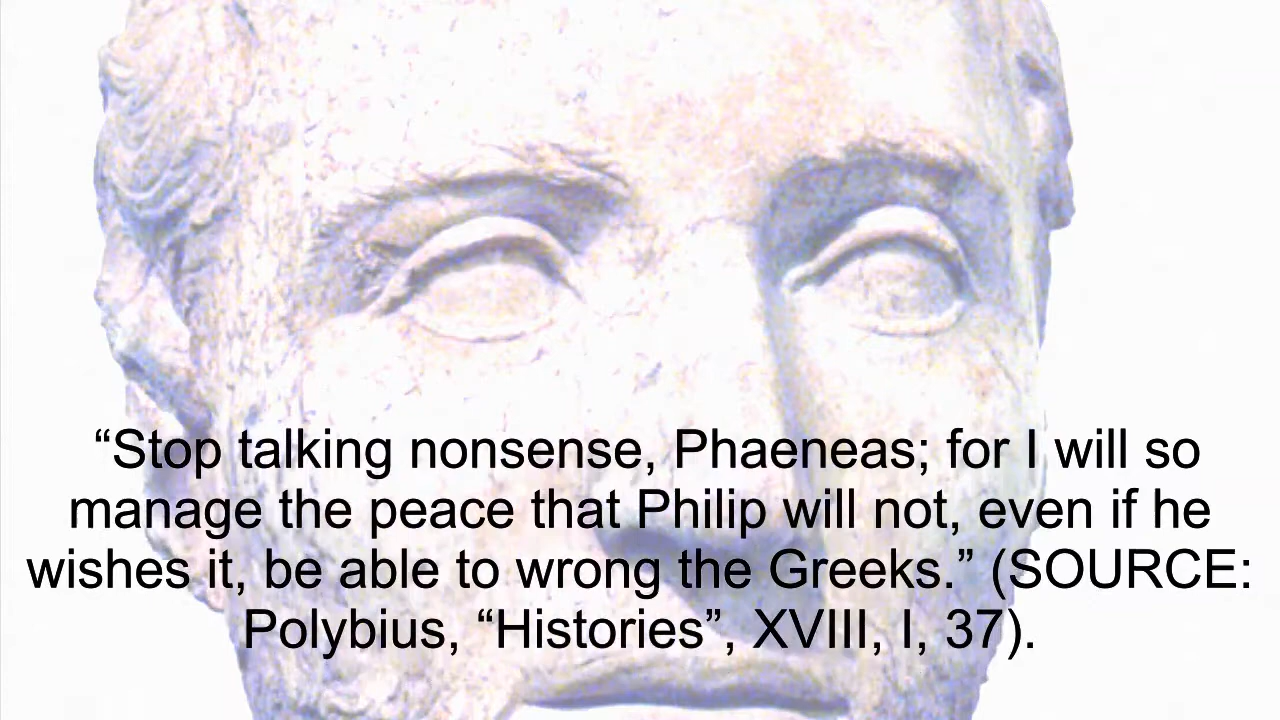 “Stop talking nonsense, Phaeneas; for I will so
manage the peace that Philip will not, even if he
wishes it, be able to wrong the Greeks.” (SOURCE:
Polybius, “Histories”, XVIII, I, 37).